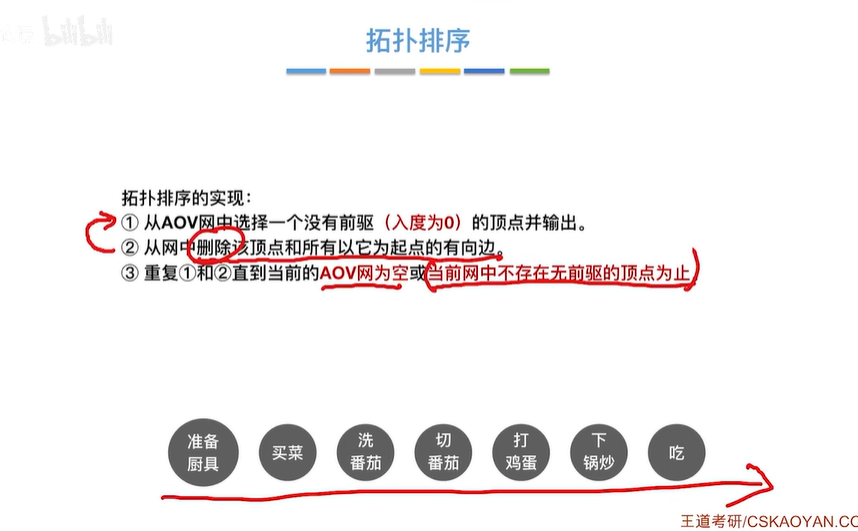 bilibili
拓扑排序
拓扑排序的实现：
① 从AOV网中选择一个没有前驱（入度为0）的顶点并输出。
② 从网中删除该顶点和所有以它为起点的有向边。
③ 重复①和②直到当前的AOV网为空或当前网中不存在无前驱的顶点为止
准备
厨具
买菜
洗
番茄
切
番茄
打
鸡蛋
下
锅炒
吃
王道考研/CSKAOYAN.CO